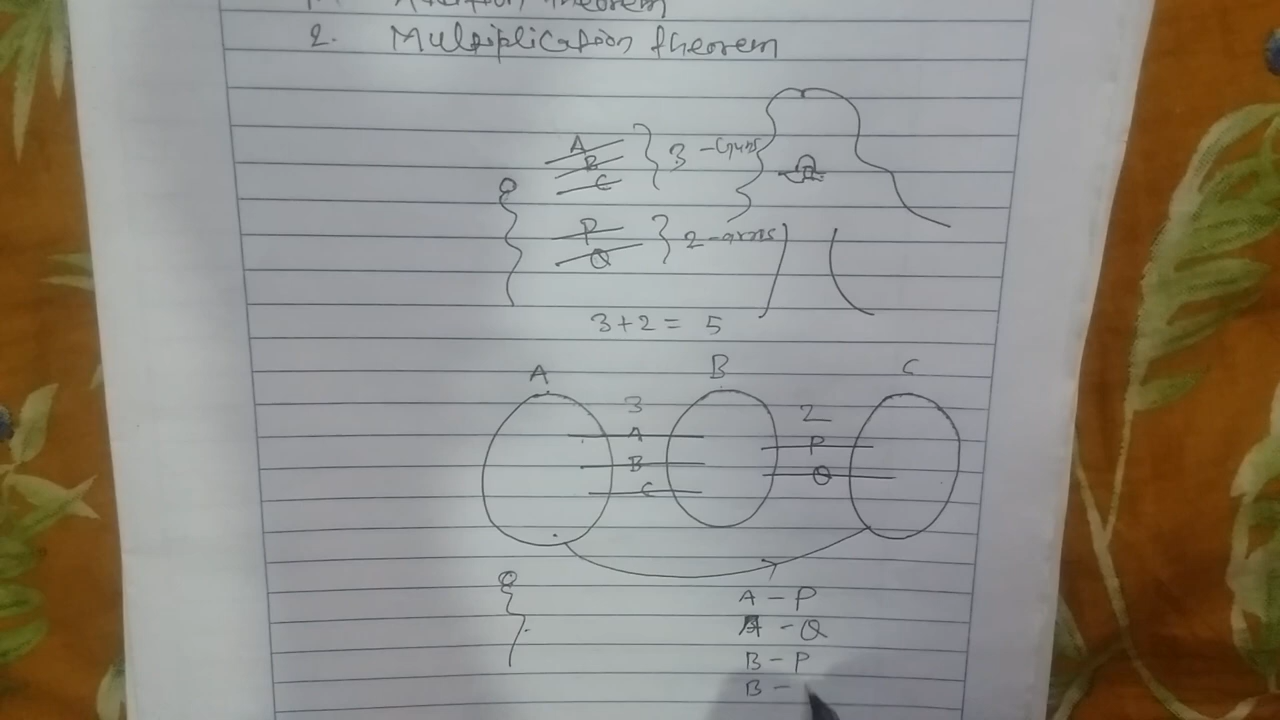 2. Multiplication theorem
A
B
C
3 -
P
Q
2 -
3+2 = 5
A B C
3 2
A P
B Q
C
A - P
A - Q
B - P
B -